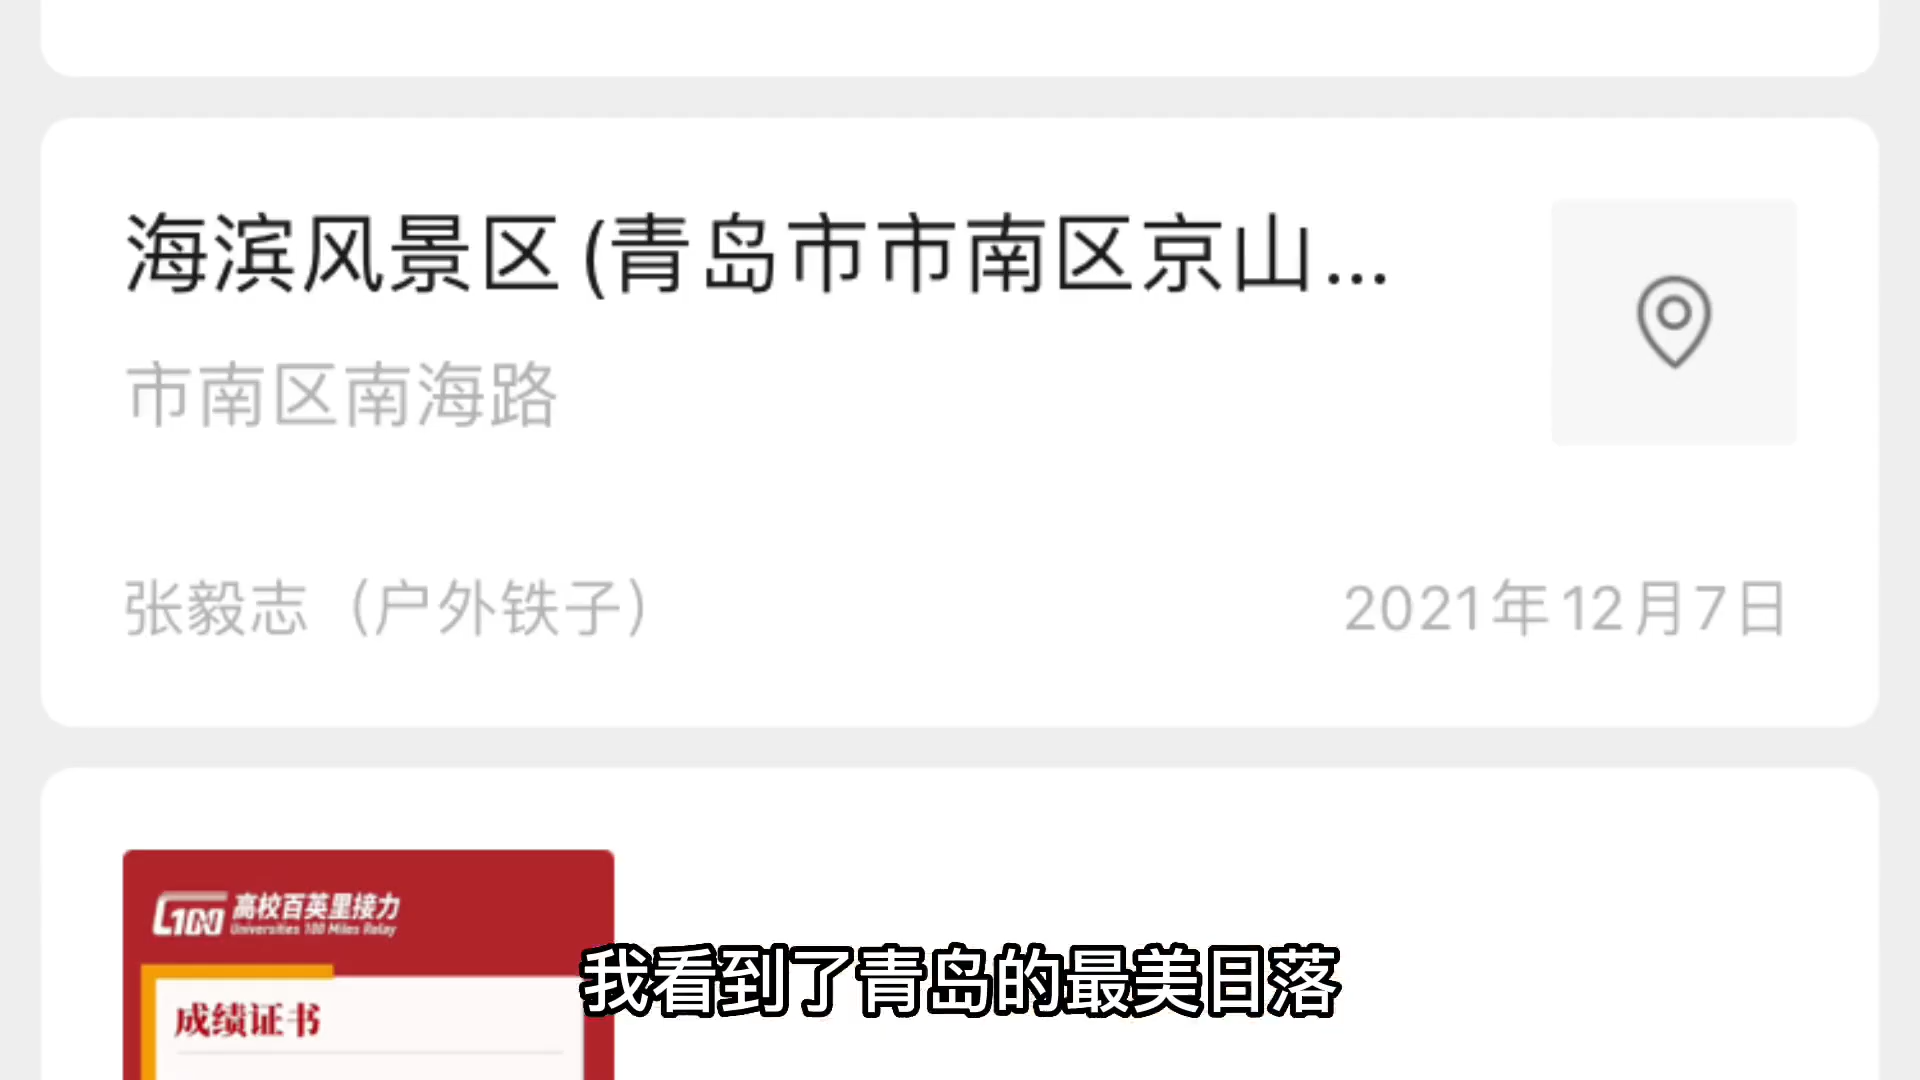 海滨风景区(青岛市市南区京山...
市南区南海路
张毅志（户外铁子）
2021年12月7日
L100 高校百英里接力
Universities 100 Miles Relay
成绩证书
我看到了青岛的最美日落